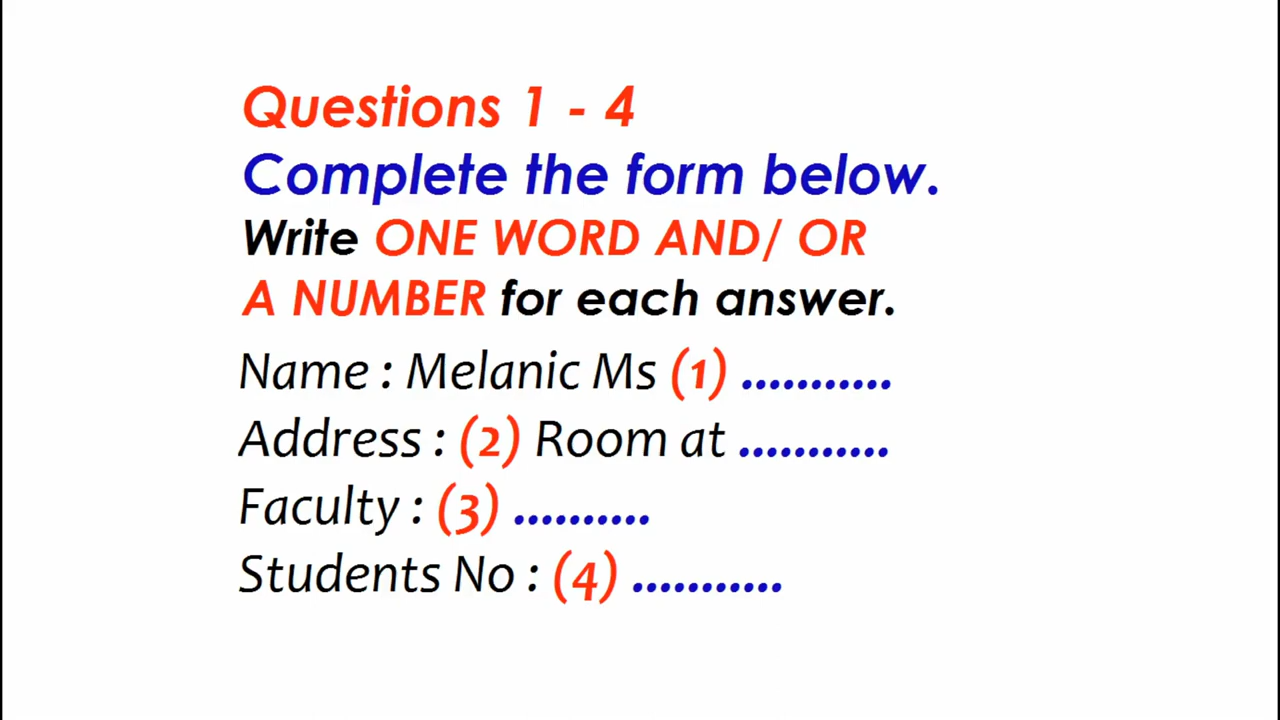 Questions 1 - 4
Complete the form below.
Write ONE WORD AND/ OR
A NUMBER for each answer.
Name : Melanic Ms (1) ...........
Address : (2) Room at ...........
Faculty : (3) ..........
Students No : (4) ...........